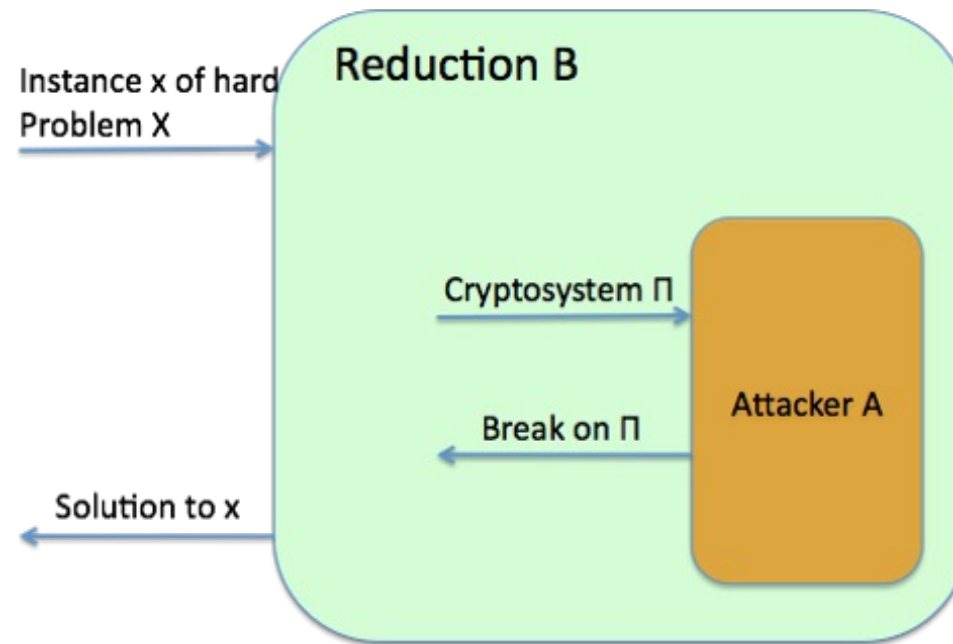 Reduction B
Instance x of hard
Problem X
Cryptosystem Π
Attacker A
Break on Π
Solution to x